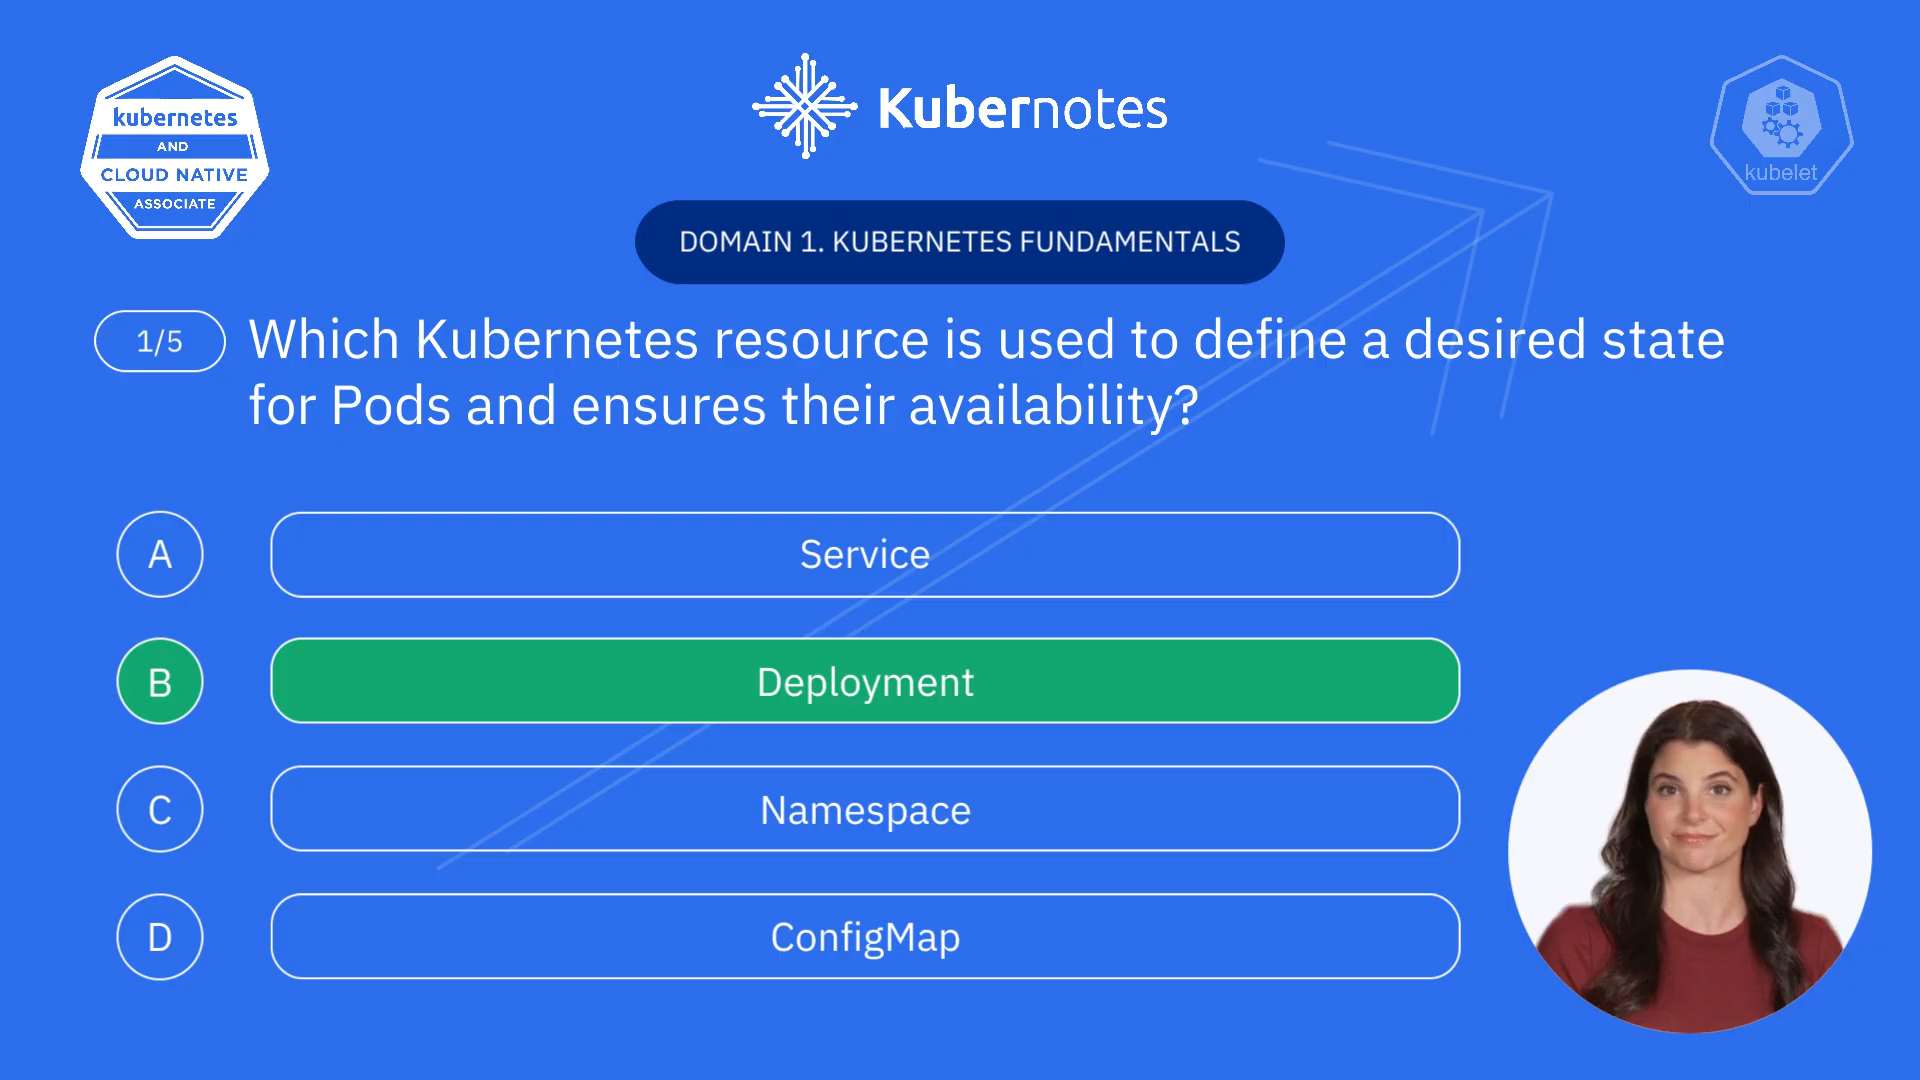 kubernetes
AND
CLOUD NATIVE
ASSOCIATE
Kubernotes
kubelet
DOMAIN 1. KUBERNETES FUNDAMENTALS
1/5
Which Kubernetes resource is used to define a desired state
for Pods and ensures their availability?
A
Service
B
Deployment
C
Namespace
D
ConfigMap